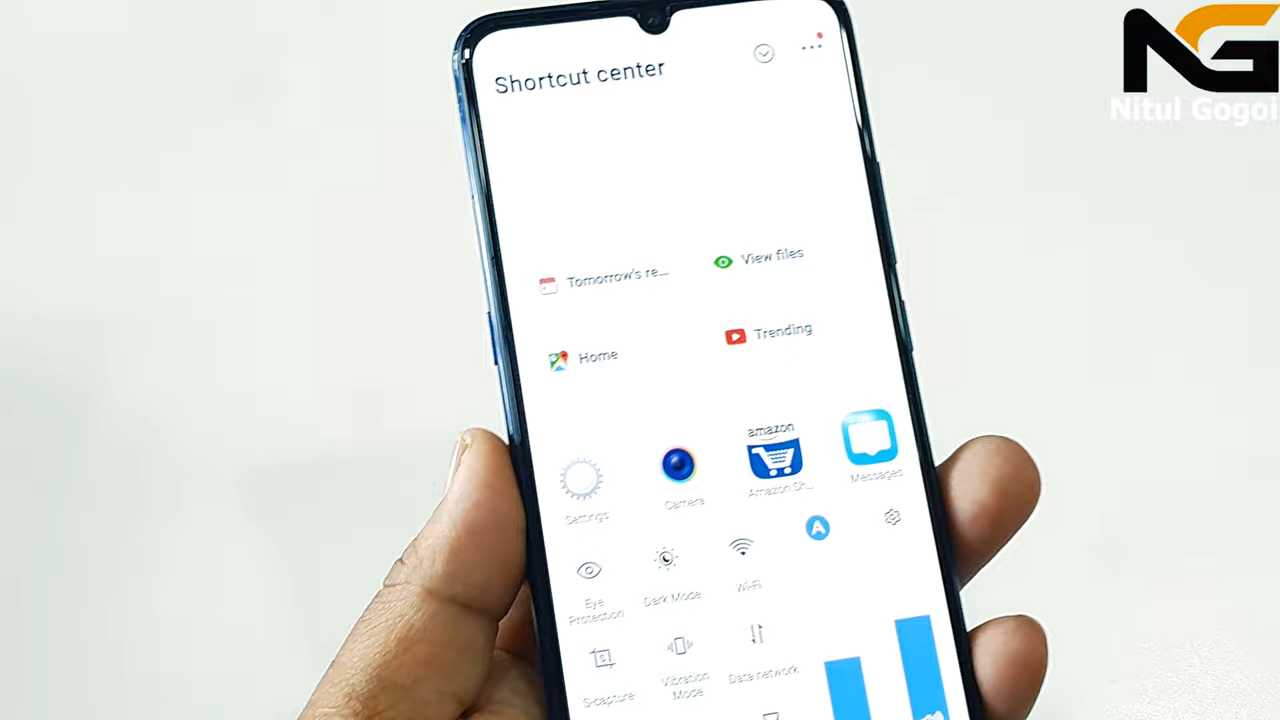 NG
Nitul Gogoi
Shortcut center
Tomorrow's re...
View files
Home
Trending
amazon
Settings
Camera
Amazon Sh...
Messages
A
Eye
Protection
Dark Mode
Wi-Fi
S-capture
Vibration
Mode
Data network